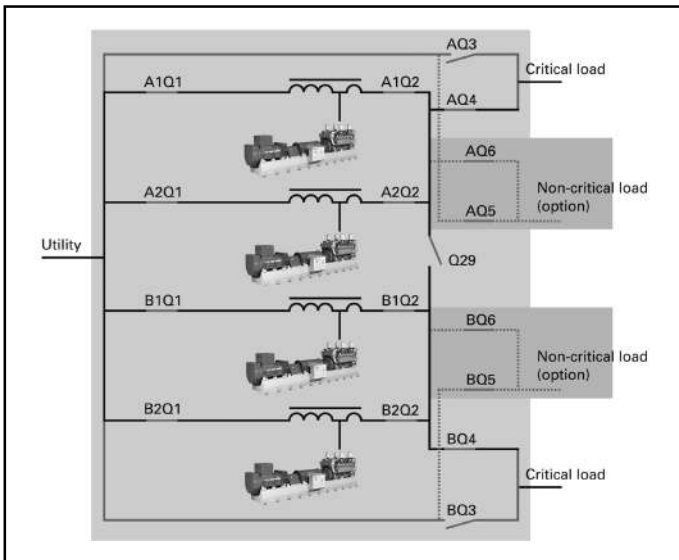 AQ3
Critical load
A1Q1
A1Q2
AQ4
AQ6
Non-critical load
(option)
A2Q1
A2Q2
AQ5
Utility
Q29
B1Q1
B1Q2
BQ6
Non-critical load
(option)
BQ5
B2Q1
B2Q2
BQ4
Critical load
BQ3